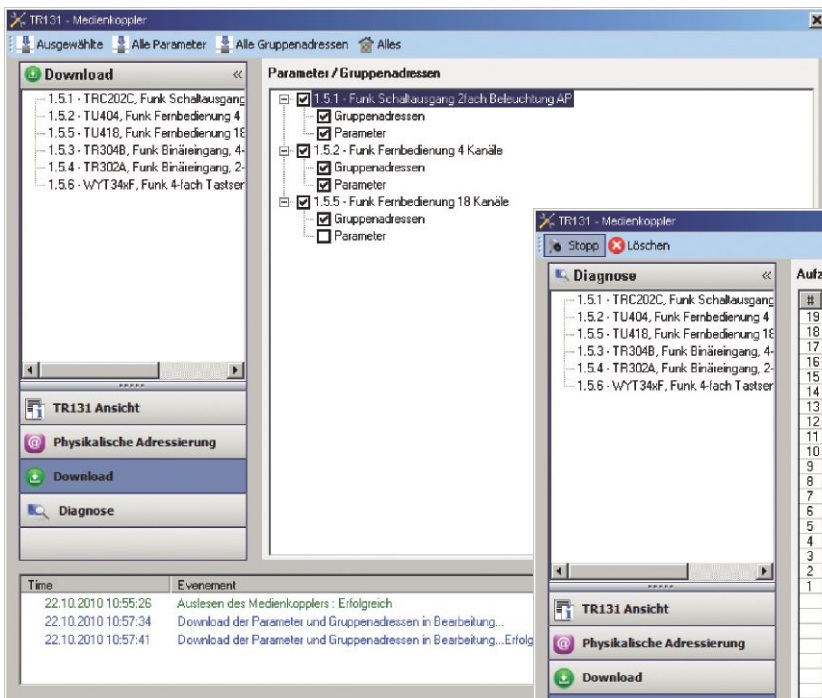 TR131 - Medienkoppler
Ausgewählte Alle Parameter Alle Gruppenadressen Alles
Download «
1.5.1 - TRC202C, Funk Schaltausgang
1.5.2 - TU404, Funk Fernbedienung 4
1.5.5 - TU418, Funk Fernbedienung 18
1.5.3 - TR304B, Funk Binäreingang, 4-
1.5.4 - TR302A, Funk Binäreingang, 2-
1.5.6 - WYT34xF, Funk 4-fach Tastser
TR131 Ansicht
Physikalische Adressierung
Download
Diagnose
Parameter / Gruppenadressen
1.5.1 - Funk Schaltausgang 2fach Beleuchtung AP
Gruppenadressen
Parameter
1.5.2 - Funk Fernbedienung 4 Kanäle
Gruppenadressen
Parameter
1.5.5 - Funk Fernbedienung 18 Kanäle
Gruppenadressen
Parameter
Time Evenement
22.10.2010 10:55:26 Auslesen des Medienkopplers : Erfolgreich
22.10.2010 10:57:34 Download der Parameter und Gruppenadressen in Bearbeitung...
22.10.2010 10:57:41 Download der Parameter und Gruppenadressen in Bearbeitung...Erfolg
TR131 - Medienkoppler
Stopp Löschen
Diagnose «
1.5.1 - TRC202C, Funk Schaltausgang
1.5.2 - TU404, Funk Fernbedienung 4
1.5.5 - TU418, Funk Fernbedienung 18
1.5.3 - TR304B, Funk Binäreingang, 4-
1.5.4 - TR302A, Funk Binäreingang, 2-
1.5.6 - WYT34xF, Funk 4-fach Tastser
TR131 Ansicht
Physikalische Adressierung
Download
Aufz
#
19
18
17
16
15
14
13
12
11
10
9
8
7
6
5
4
3
2
1